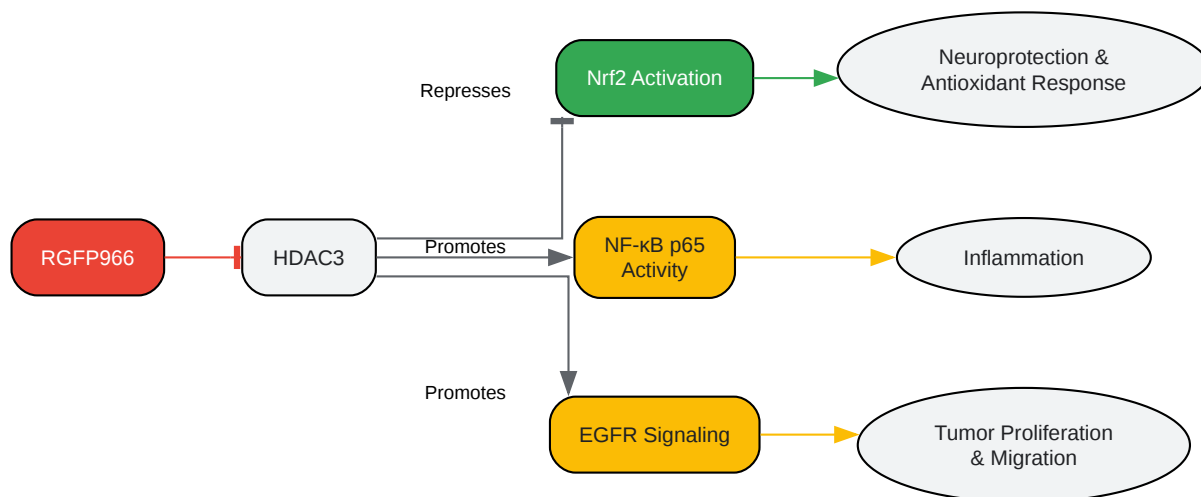 Represses
Nrf2 Activation
Neuroprotection &
Antioxidant Response
RGFP966
HDAC3
Promotes
NF-κB p65
Activity
Inflammation
Promotes
EGFR Signaling
Tumor Proliferation
& Migration